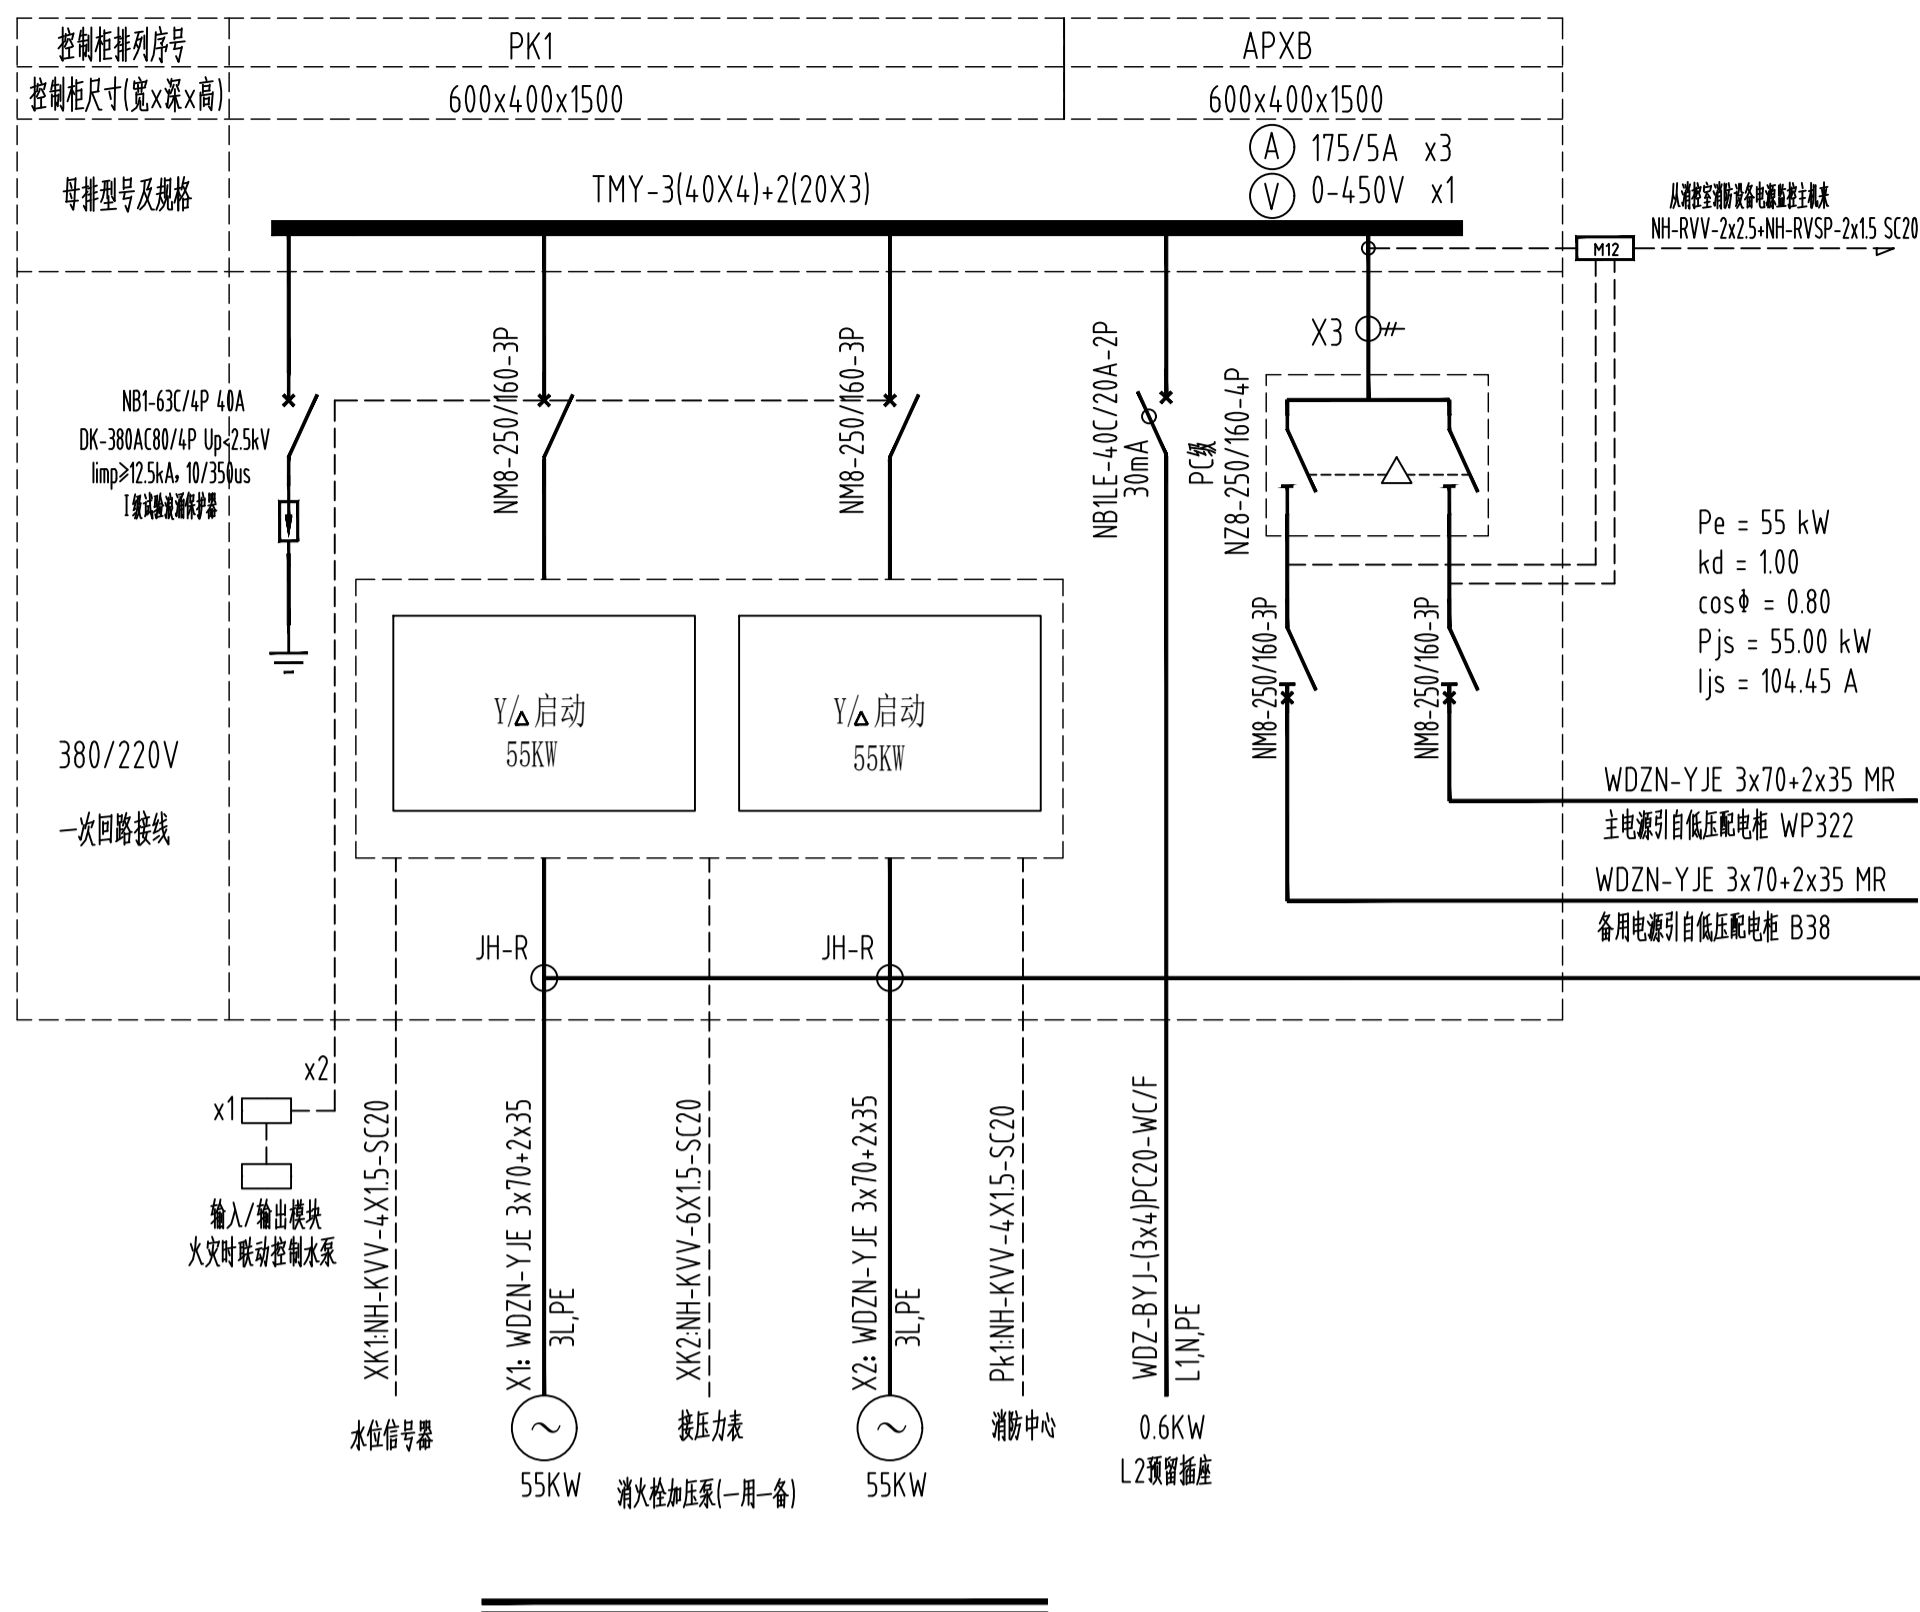 控制柜排列序号
PK1
APXB
控制柜尺寸(宽x深x高)
600x400x1500
600x400x1500
A 175/5A x3
V 0-450V x1
母排型号及规格
TMY-3(40X4)+2(20X3)
从消控室消防设备电源监控主机来
NH-RVV-2x2.5+NH-RVSP-2x1.5 SC20
M12
X3
NB1-63C/4P 40A
DK-380AC80/4P Up<2.5kV
Iimp≥12.5kA, 10/350us
I级试验浪涌保护器
NM8-250/160-3P
NM8-250/160-3P
NB1LE-40C/20A-2P
30mA
PC级
NZ8-250/160-4P
Pe = 55 kW
kd = 1.00
cosΦ = 0.80
Pjs = 55.00 kW
Ijs = 104.45 A
NM8-250/160-3P
NM8-250/160-3P
Y/△启动
55KW
Y/△启动
55KW
380/220V
一次回路接线
WDZN-YJE 3x70+2x35 MR
主电源引自低压配电柜 WP322
WDZN-YJE 3x70+2x35 MR
备用电源引自低压配电柜 B38
JH-R
JH-R
x2
x1
输入/输出模块
火灾时联动控制水泵
XK1:NH-KVV-4X1.5-SC20
X1: WDZN-YJE 3x70+2x35
3L,PE
XK2:NH-KVV-6X1.5-SC20
X2: WDZN-YJE 3x70+2x35
3L,PE
Pk1:NH-KVV-4X1.5-SC20
WDZ-BYJ-(3x4)PC20-WC/F
L1,N,PE
水位信号器
~
55KW
接压力表
消火栓加压泵(一用一备)
~
55KW
消防中心
0.6KW
L2预留插座